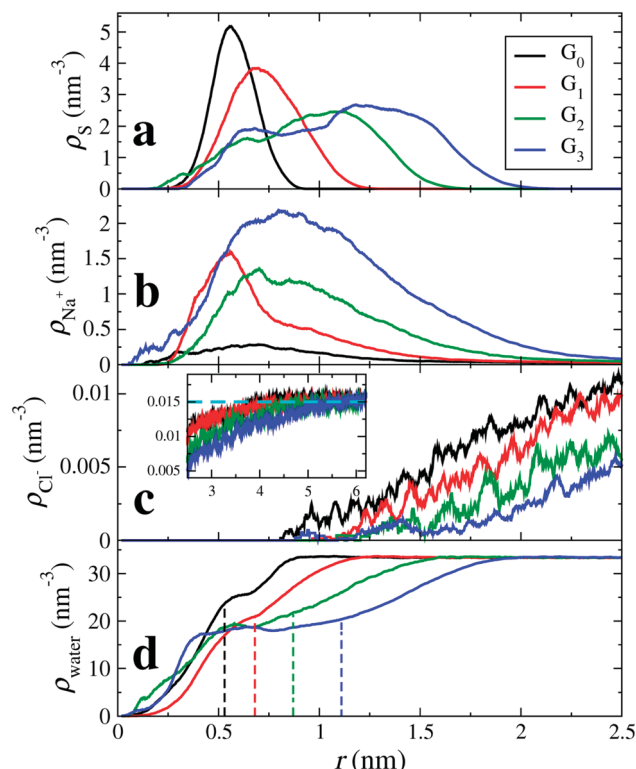 5
4
3
2
1
0
ρS (nm-3)
a
G0
G1
G2
G3
2
1.5
1
0.5
0
ρNa+ (nm-3)
b
0.01
0.005
0
ρCl- (nm-3)
c
0.015
0.01
0.005
3 4 5 6
30
20
10
0
ρwater (nm-3)
d
0 0.5 1 1.5 2 2.5
r (nm)